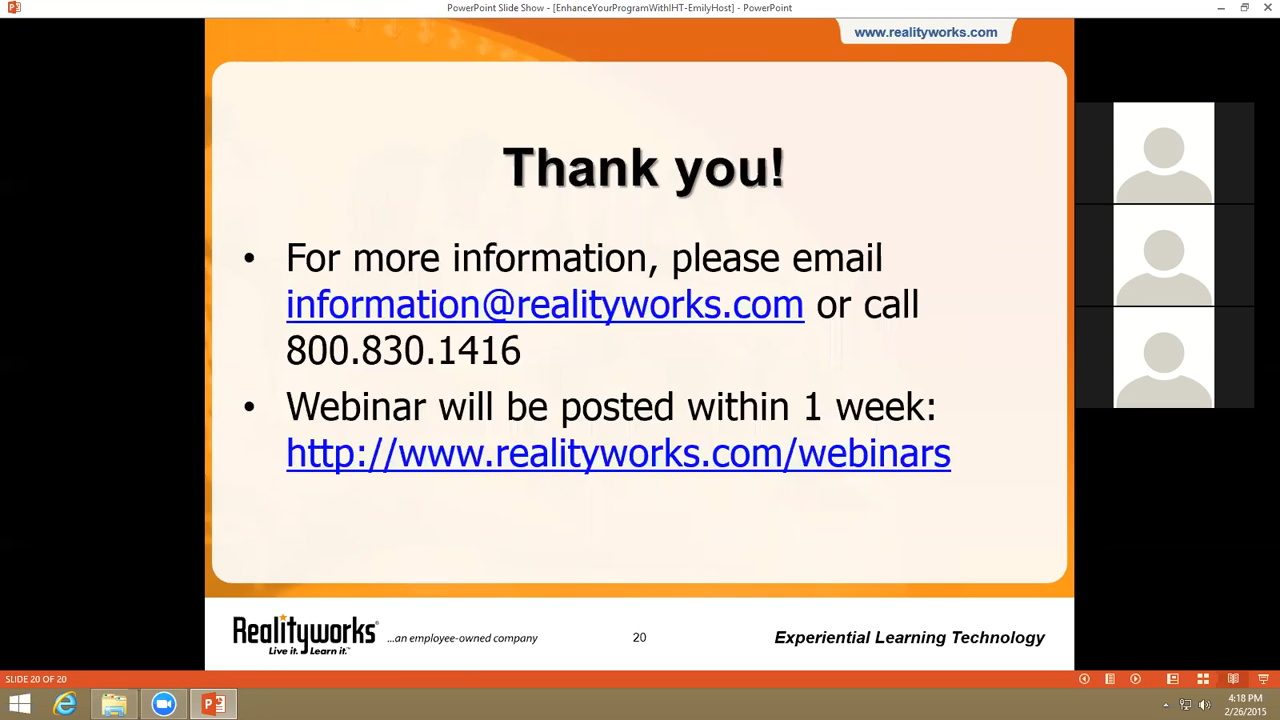 PowerPoint Slide Show - [EnhanceYourProgramWithIHT-EmilyHost] - PowerPoint
www.realityworks.com
Thank you!
• For more information, please email
information@realityworks.com or call
800.830.1416
• Webinar will be posted within 1 week:
http://www.realityworks.com/webinars
Realityworks® ...an employee-owned company 20 Experiential Learning Technology
Live it. Learn it.™
SLIDE 20 OF 20
4:18 PM
2/26/2015